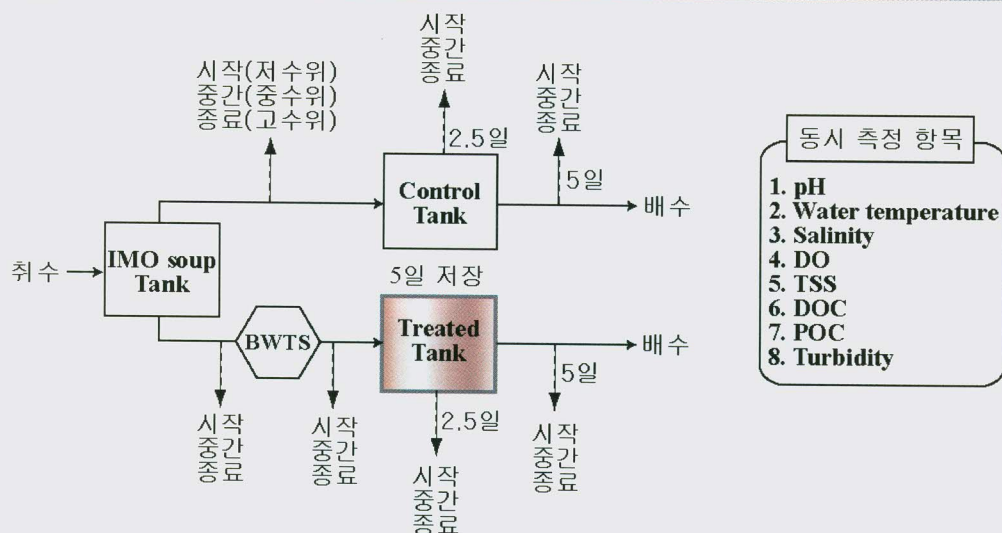 시작
중간
종료
시작(저수위)
중간(중수위)
종료(고수위)
시작
중간
종료
2.5일
5일
Control
Tank
배수
취수
IMO soup
Tank
5일 저장
BWTS
Treated
Tank
배수
5일
2.5일
시작
중간
종료
시작
중간
종료
시작
중간
종료
시작
중간
종료
동시 측정 항목
1. pH
2. Water temperature
3. Salinity
4. DO
5. TSS
6. DOC
7. POC
8. Turbidity